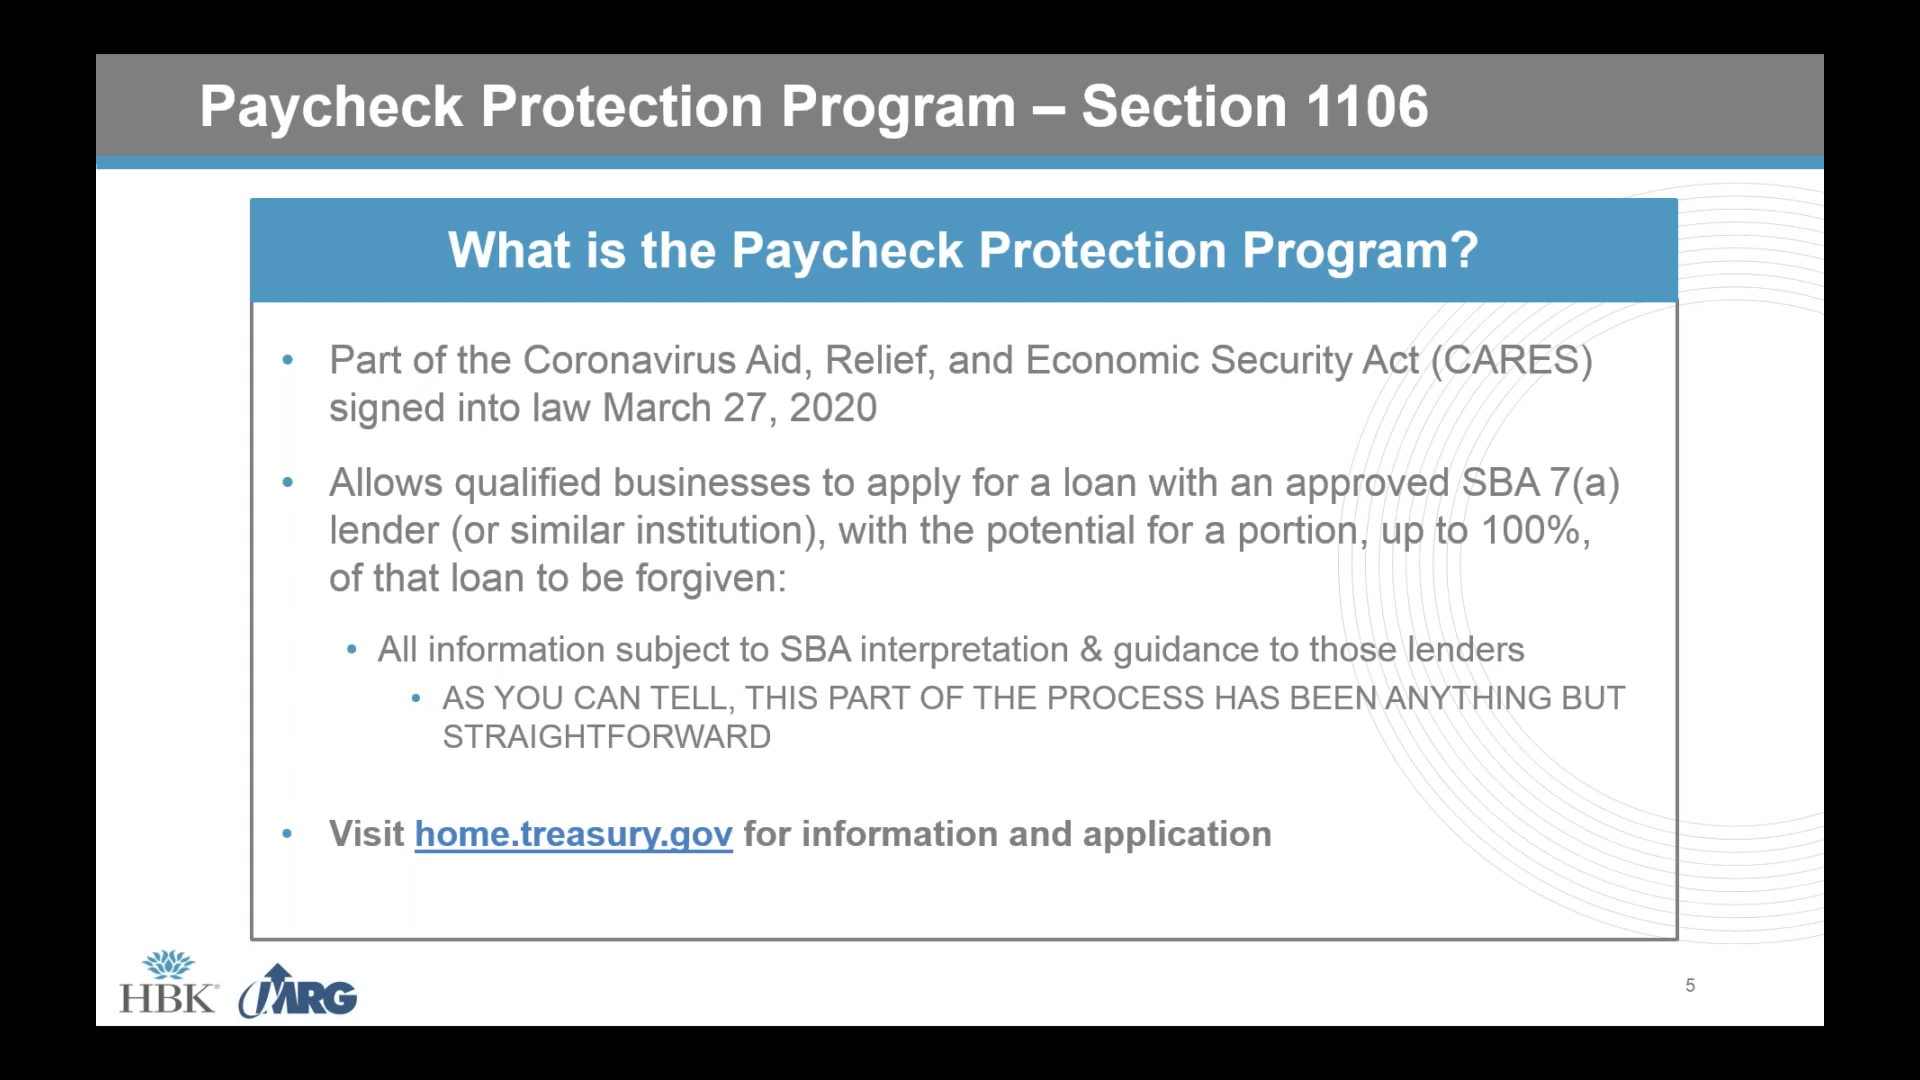 Paycheck Protection Program – Section 1106
What is the Paycheck Protection Program?
• Part of the Coronavirus Aid, Relief, and Economic Security Act (CARES)
signed into law March 27, 2020
• Allows qualified businesses to apply for a loan with an approved SBA 7(a)
lender (or similar institution), with the potential for a portion, up to 100%,
of that loan to be forgiven:
• All information subject to SBA interpretation & guidance to those lenders
• AS YOU CAN TELL, THIS PART OF THE PROCESS HAS BEEN ANYTHING BUT
STRAIGHTFORWARD
• Visit home.treasury.gov for information and application
HBK MRG
5